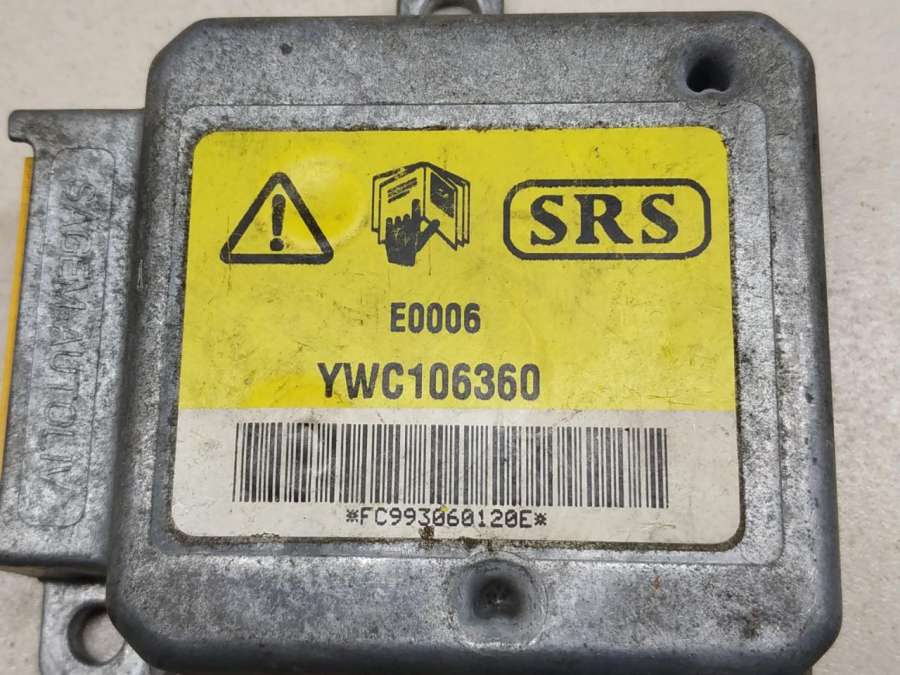 SRS
E0006
YWC106360
*FC993060120E*
SAGEM AUTOLIV